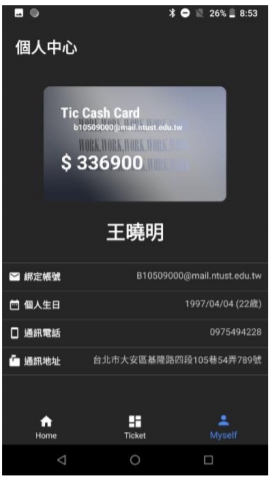 26% 8:53
個人中心
Tic Cash Card
b10509000@mail.ntust.edu.tw
WORK.WORK.WORK.WORK.
$ 336900
王曉明
綁定帳號 B10509000@mail.ntust.edu.tw
個人生日 1997/04/04 (22歲)
通訊電話 0975494228
通訊地址 台北市大安區基隆路四段105巷54弄789號
Home Ticket Myself